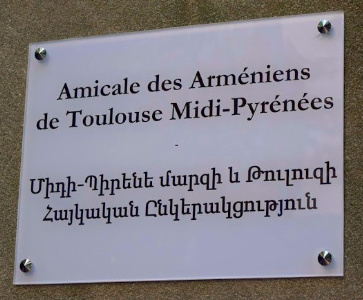 Amicale des Arméniens
de Toulouse Midi-Pyrénées
-
Միդի-Պիրենե մարզի և Թուլուզի
Հայկական Ընկերակցություն